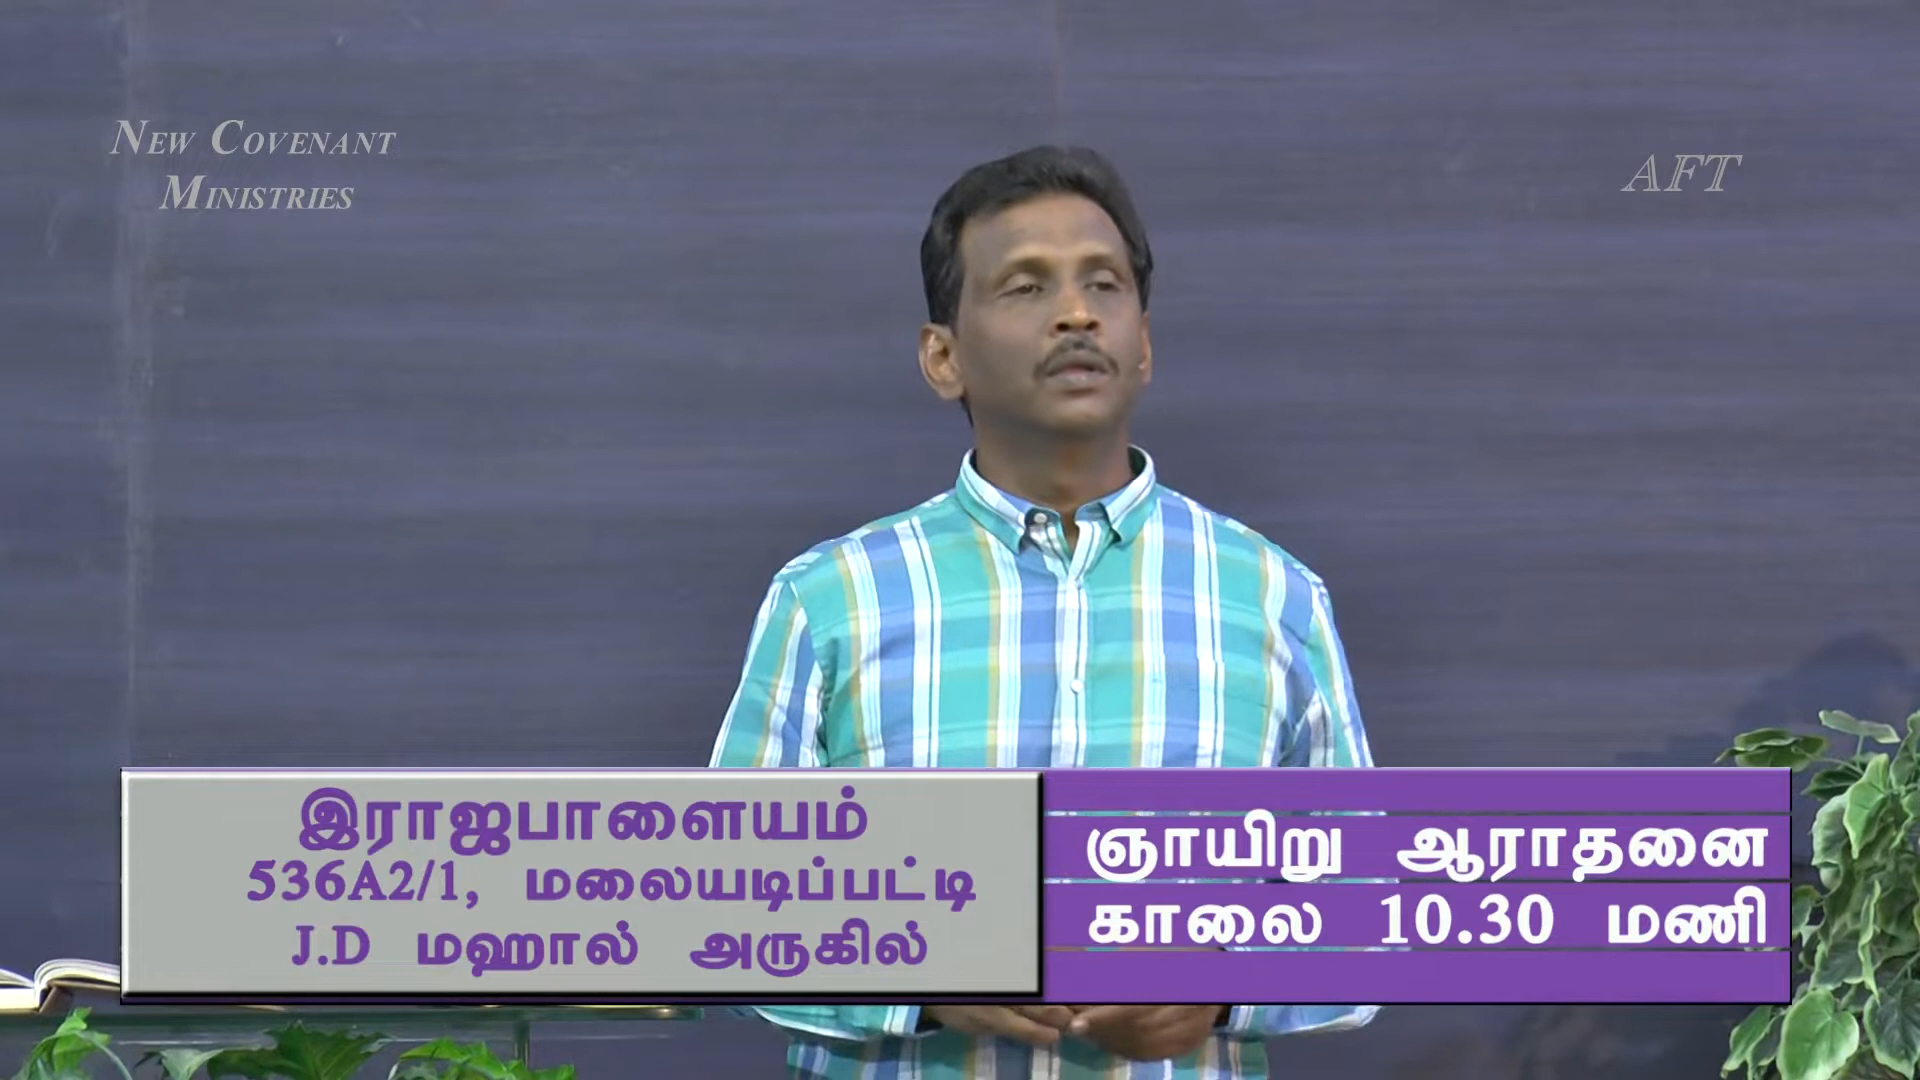 NEW COVENANT
MINISTRIES
AFT
இராஜபாளையம்
536A2/1, மலையடிப்பட்டி
J.D மஹால் அருகில்
ஞாயிறு ஆராதனை
காலை 10.30 மணி